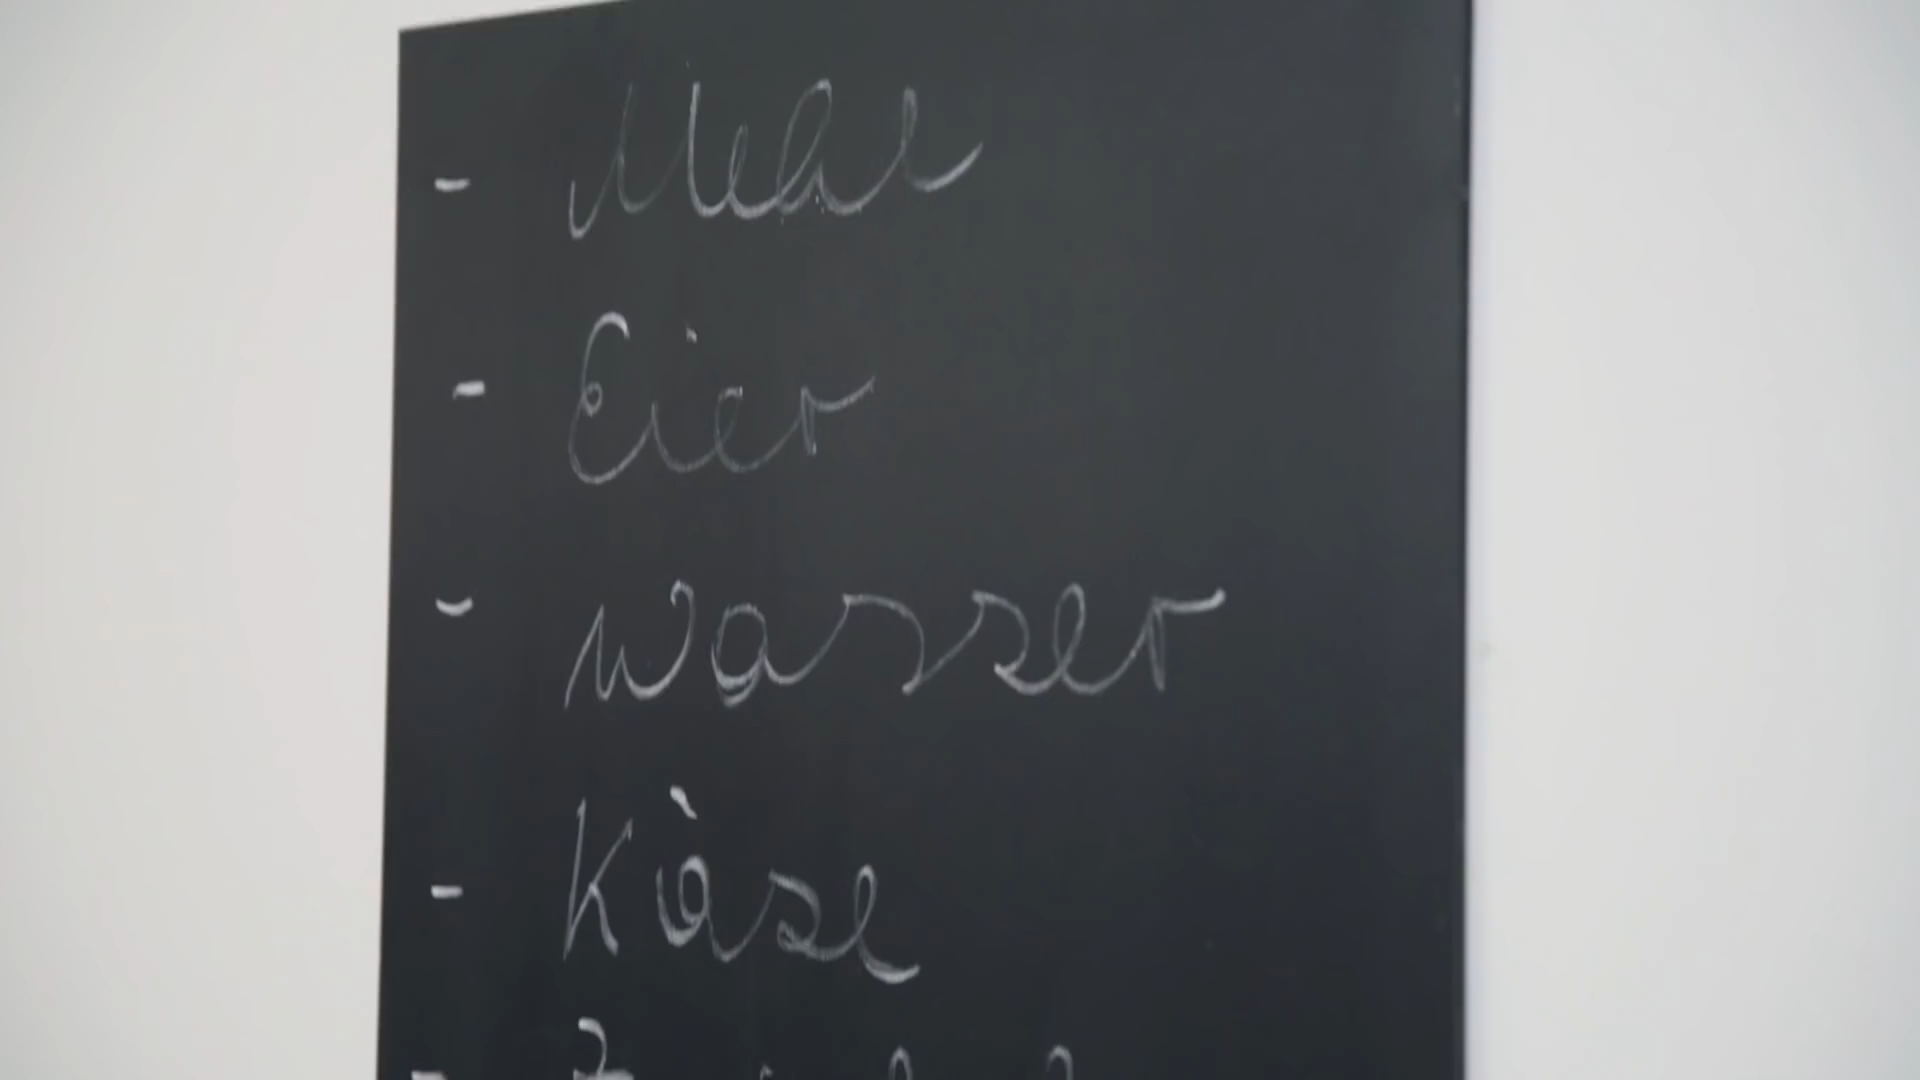 - Mehl
- Eier
- wasser
- Kàse